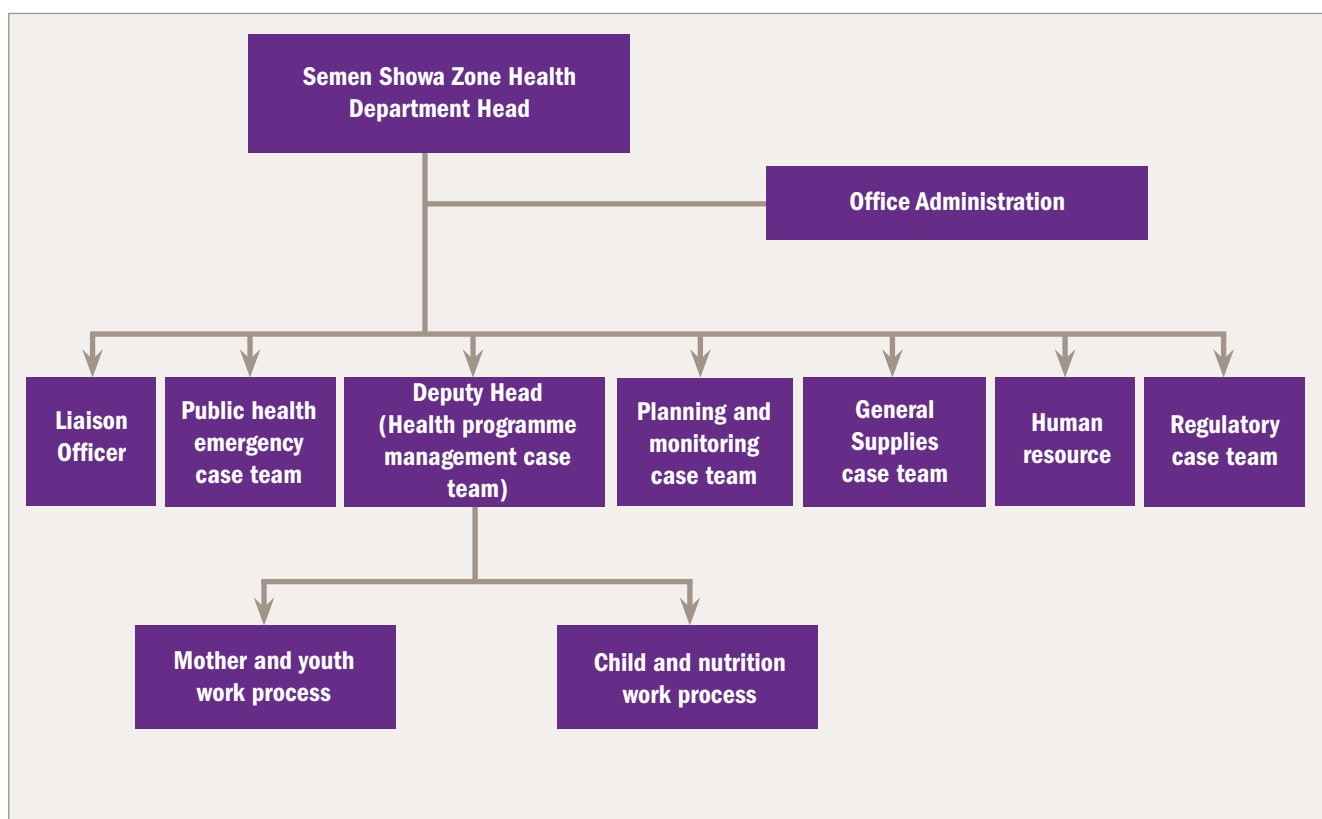 Semen Showa Zone Health
Department Head
Office Administration
Liaison
Officer
Public health
emergency
case team
Deputy Head
(Health programme
management case
team)
Planning and
monitoring
case team
General
Supplies
case team
Human
resource
Regulatory
case team
Mother and youth
work process
Child and nutrition
work process